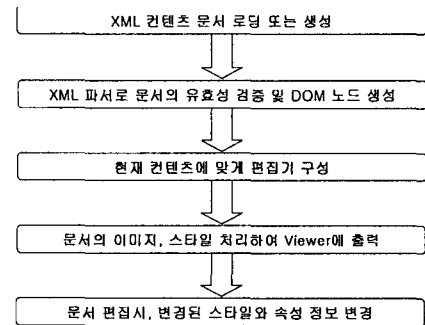 XML 컨텐츠 문서 로딩 또는 생성
XML 파서로 문서의 유효성 검증 및 DOM 노드 생성
현재 컨텐츠에 맞게 편집기 구성
문서의 이미지, 스타일 처리하여 Viewer에 출력
문서 편집시, 변경된 스타일와 속성 정보 변경